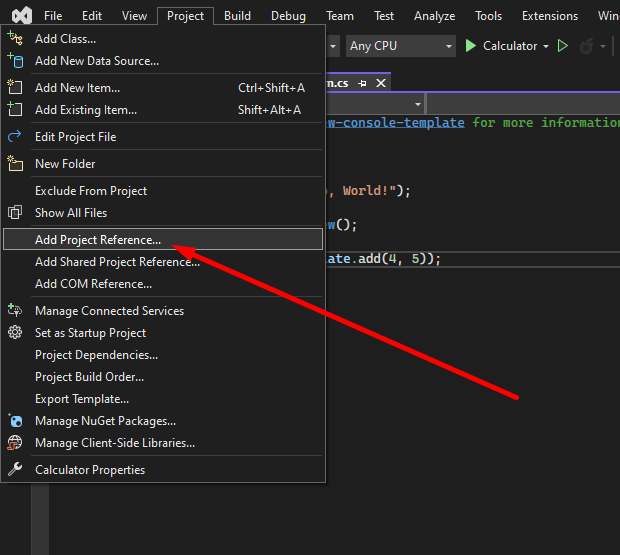 File Edit View Project Build Debug Team Test Analyze Tools Extensions Win
Any CPU Calculator
Add Class...
Add New Data Source...
n.cs
Add New Item... Ctrl+Shift+A
Add Existing Item... Shift+Alt+A
w-console-template for more information
Edit Project File
New Folder
Exclude From Project , World!");
Show All Files
w();
Add Project Reference...
Add Shared Project Reference... ate.add(4, 5));
Add COM Reference...
Manage Connected Services
Set as Startup Project
Project Dependencies...
Project Build Order...
Export Template...
Manage NuGet Packages...
Manage Client-Side Libraries...
Calculator Properties